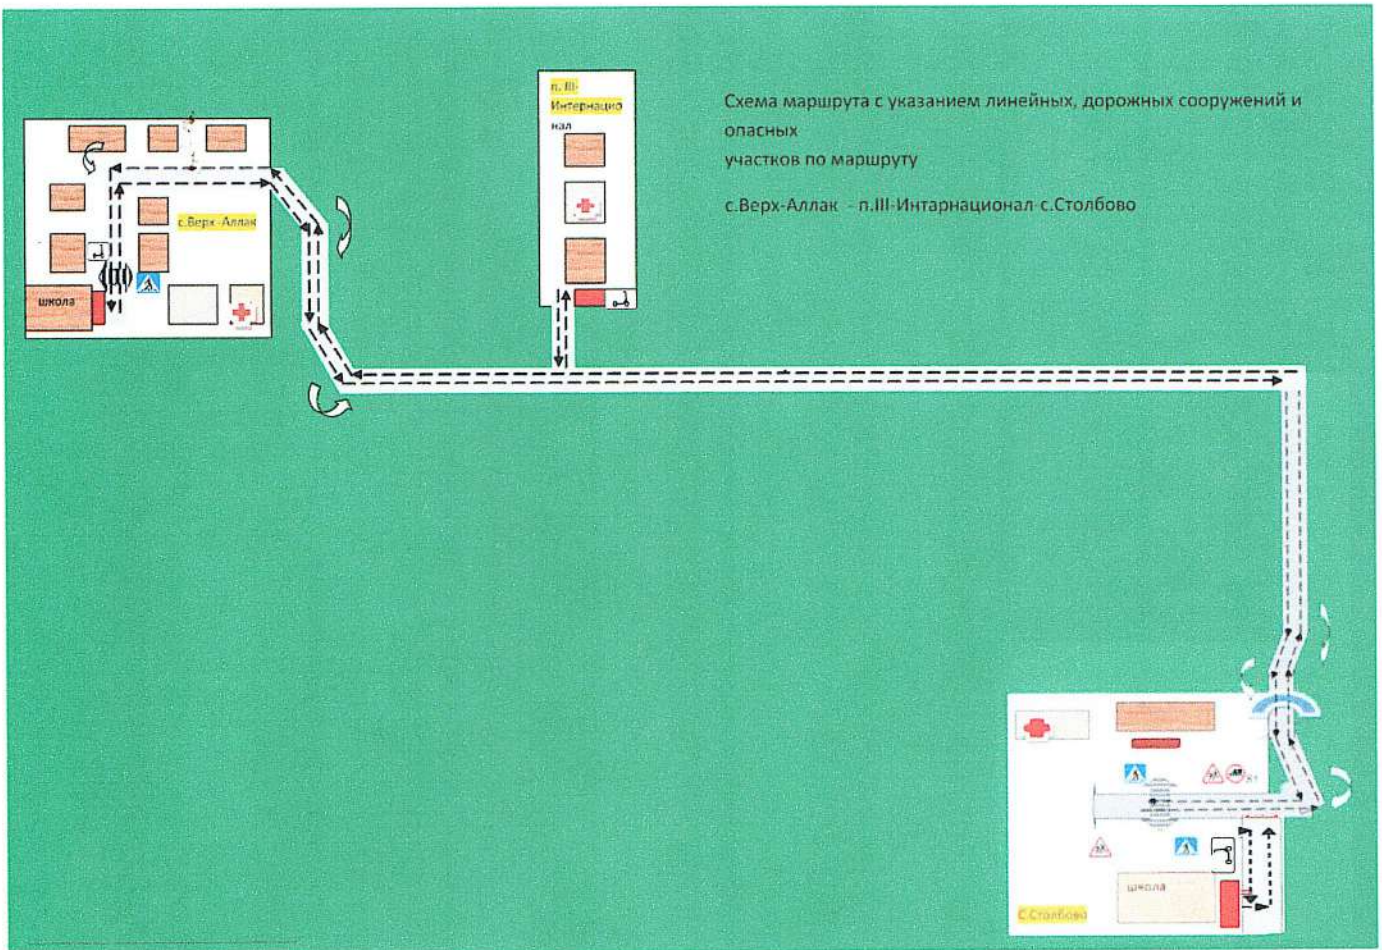 п. III-
Интернацио
нал
Схема маршрута с указанием линейных, дорожных сооружений и
опасных
участков по маршруту
с.Верх-Аллак - п.III-Интарнационал-с.Столбово
с.Верх-Аллак
школа
школа
С.Столбово